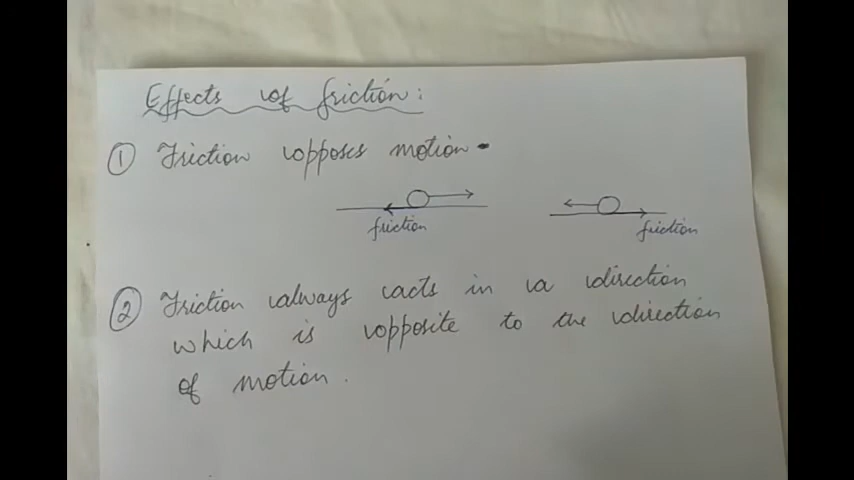 Effects of friction:
① Friction opposes motion.
friction
friction
② Friction always acts in a direction
which is opposite to the direction
of motion.